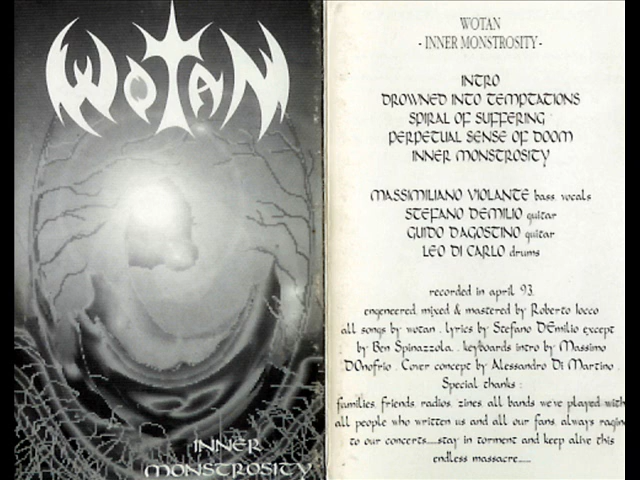 WOTAN
INNER
MONSTROSITY
WOTAN
- INNER MONSTROSITY -
INTRO
DROWNED INTO TEMPTATIONS
SPIRAL OF SUFFERING
PERPETUAL SENSE OF DOOM
INNER MONSTROSITY
MASSIMILIANO VIOLANTE bass, vocals
STEFANO D'EMILIO guitar
GUIDO D'AGOSTINO guitar
LEO DI CARLO drums
recorded in april 93.
engeneered, mixed & mastered by Roberto Iocco
all songs by wotan . lyrics by Stefano D'Emilio except
by Ben Spinazzola . keyboards intro by Massimo
D'Onofrio . Cover concept by Alessandro Di Martino .
Special thanks :
families, friends, radios, zines, all bands we've played with
all people who written us and all our fans, always raging
to our concerts.....stay in torment and keep alive this
endless massacre......